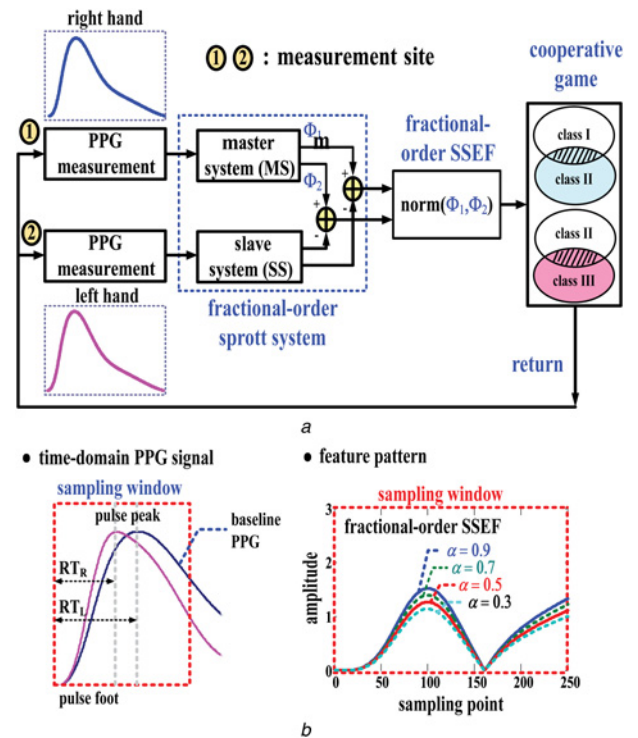 right hand
① ② : measurement site
cooperative
game
①
PPG
measurement
master
system (MS)
Φ1
m
Φ2
+
-
+
-
fractional-
order SSEF
norm(Φ1,Φ2)
class I
class II
class II
class III
②
PPG
measurement
slave
system (SS)
left hand
fractional-order
sprott system
return
a
• time-domain PPG signal
sampling window
pulse peak
baseline
PPG
RTR
RTL
pulse foot
• feature pattern
sampling window
fractional-order SSEF
α = 0.9
α = 0.7
α = 0.5
α = 0.3
amplitude
3
2
1
0
0 50 100 150 200 250
sampling point
b